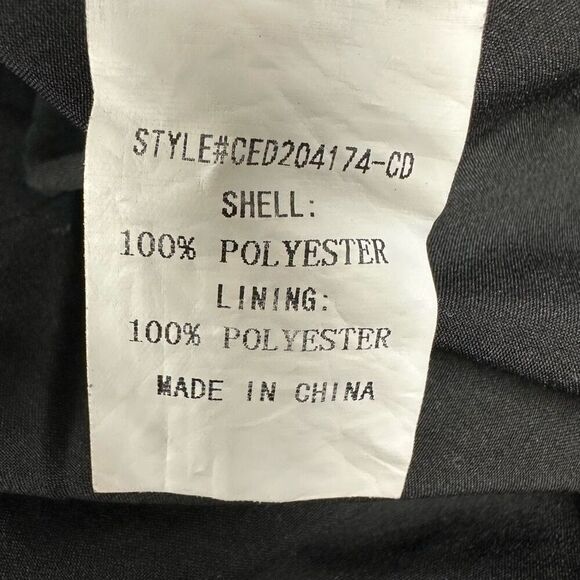 STYLE#CED204174-CD
SHELL:
100% POLYESTER
LINING:
100% POLYESTER
MADE IN CHINA